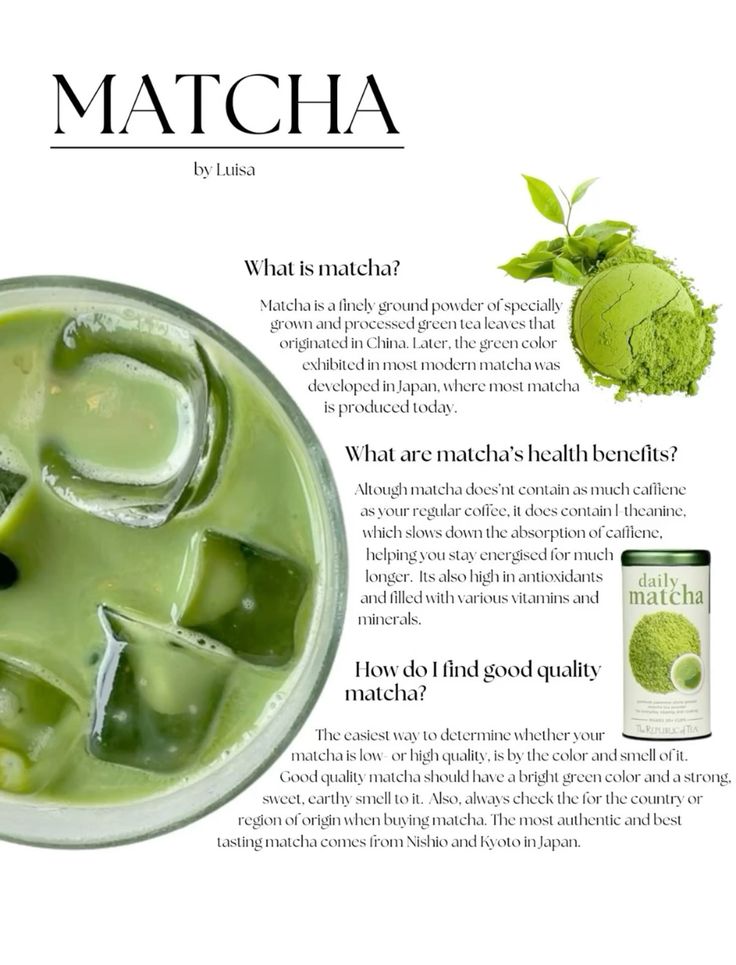 MATCHA
by Luisa
What is matcha?
Matcha is a finely ground powder of specially
grown and processed green tea leaves that
originated in China. Later, the green color
exhibited in most modern matcha was
developed in Japan, where most matcha
is produced today.
What are matcha's health benefits?
Altough matcha does'nt contain as much caffiene
as your regular coffee, it does contain l-theanine,
which slows down the absorption of caffiene,
helping you stay energised for much
longer. Its also high in antioxidants
and filled with various vitamins and
minerals.
daily
matcha
The REPUBLIC of TEA
How do I find good quality
matcha?
The easiest way to determine whether your
matcha is low- or high quality, is by the color and smell of it.
Good quality matcha should have a bright green color and a strong,
sweet, earthy smell to it. Also, always check the for the country or
region of origin when buying matcha. The most authentic and best
tasting matcha comes from Nishio and Kyoto in Japan.